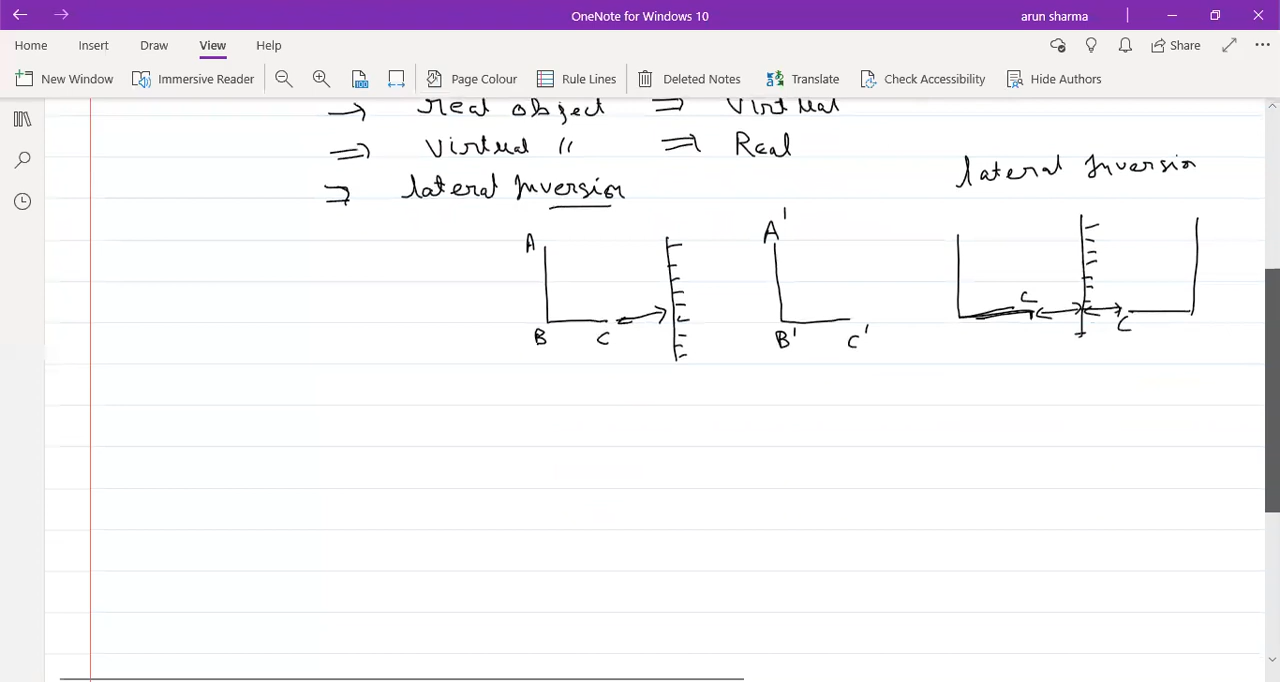 OneNote for Windows 10
arun sharma
Home Insert Draw View Help
Share
New Window Immersive Reader Page Colour Rule Lines Deleted Notes Translate Check Accessibility Hide Authors
→ Real object ⇒ Virtual
⇒ Virtual 〃 ⇒ Real
⇒ lateral Inversion
lateral Inversion
A A'
B C B' C' C C